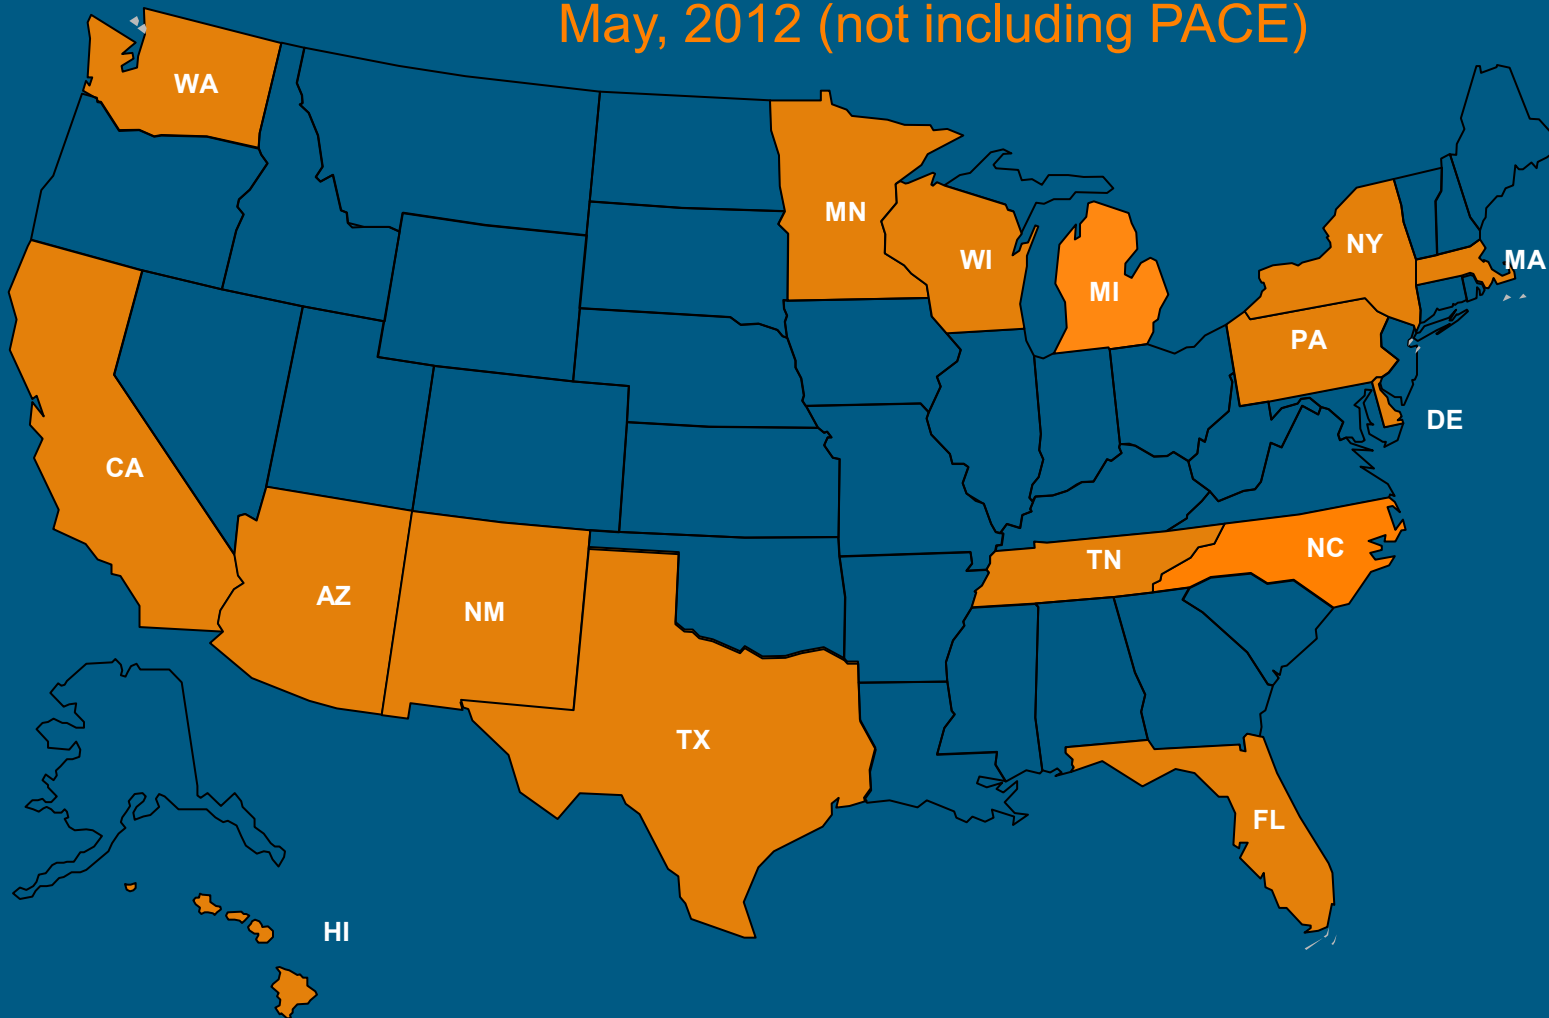 May, 2012 (not including PACE)
WA
MN
WI
MI
NY
MA
PA
DE
CA
AZ
NM
TN
NC
TX
FL
HI